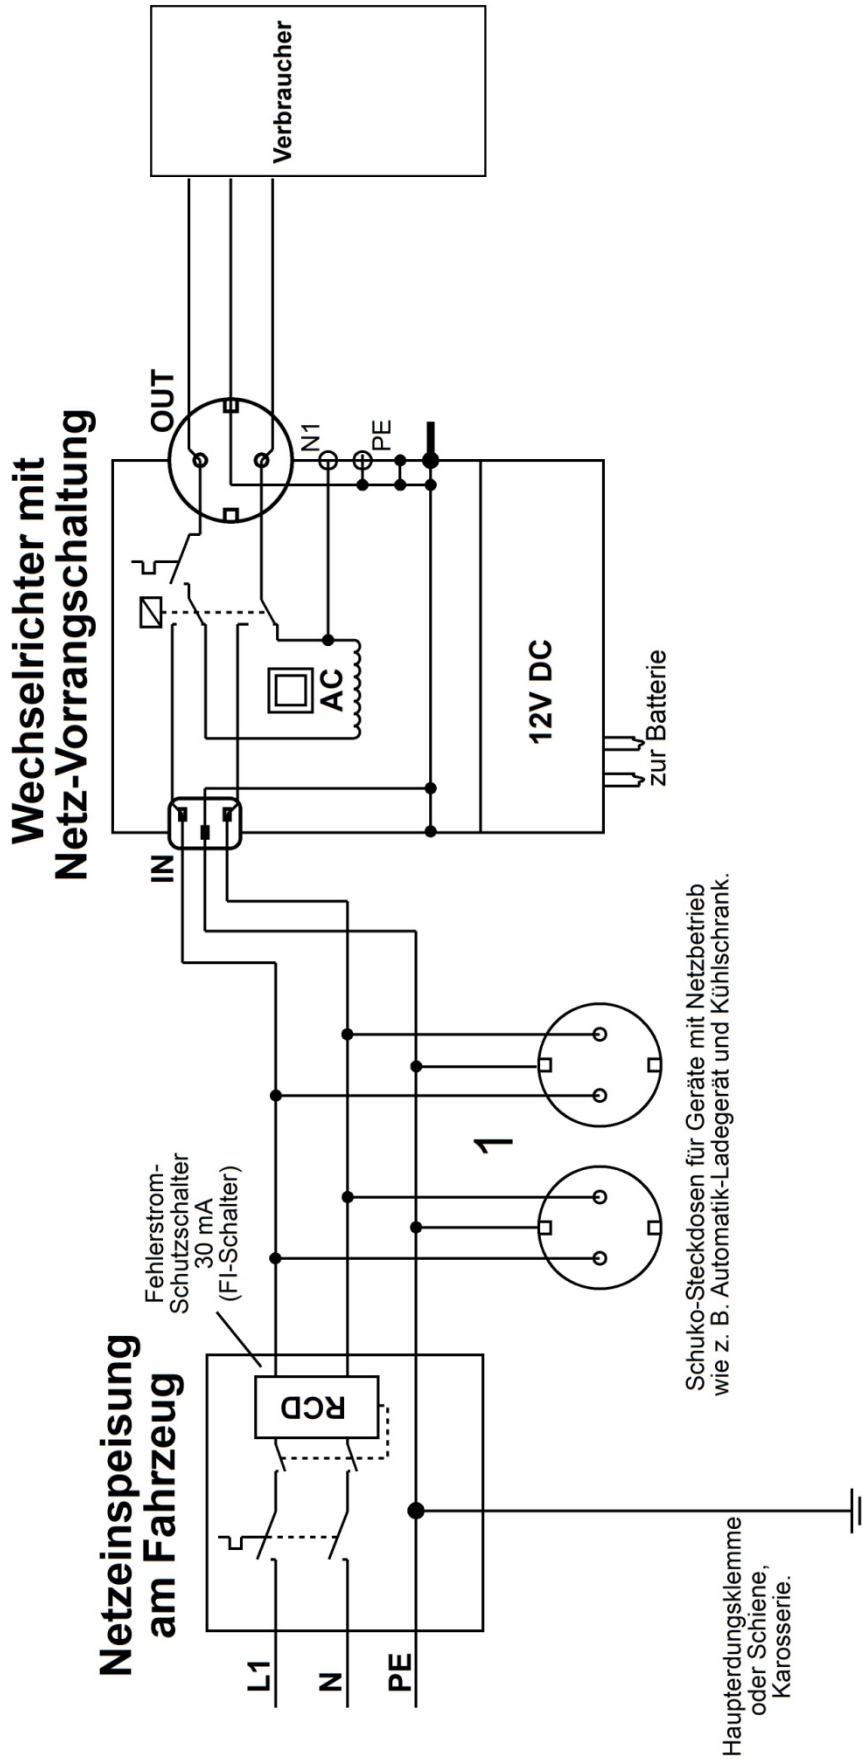 Netzeinspeisung
am Fahrzeug
L1
N
PE
RCD
Fehlerstrom-
Schutzschalter
30 mA
(FI-Schalter)
Haupterdungsklemme
oder Schiene,
Karosserie.
1
Schuko-Steckdosen für Geräte mit Netzbetrieb
wie z. B. Automatik-Ladegerät und Kühlschrank.
Wechselrichter mit
Netz-Vorrangschaltung
IN
AC
OUT
N1
PE
12V DC
zur Batterie
Verbraucher